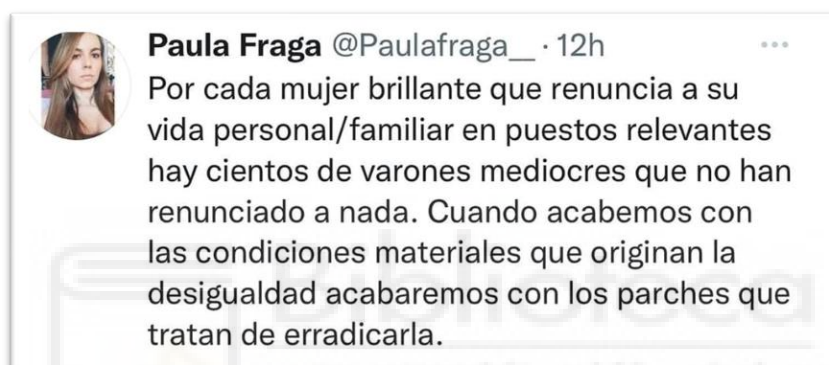 Paula Fraga @Paulafraga__ · 12h
Por cada mujer brillante que renuncia a su
vida personal/familiar en puestos relevantes
hay cientos de varones mediocres que no han
renunciado a nada. Cuando acabemos con
las condiciones materiales que originan la
desigualdad acabaremos con los parches que
tratan de erradicarla.
Biblioteca